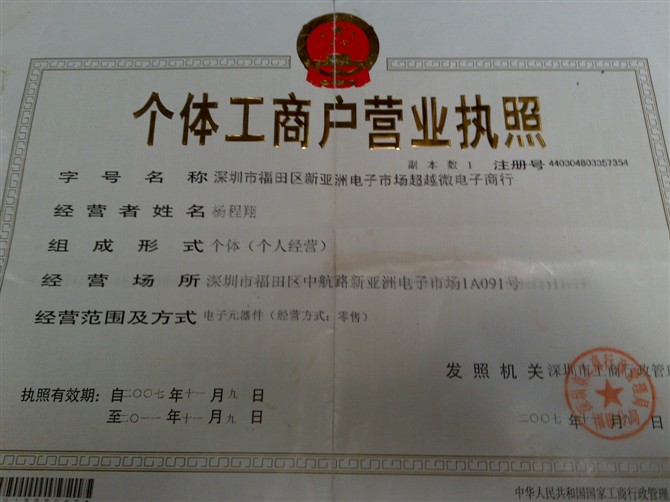 个体工商户营业执照
副本数 1 注册号 440304803357354
字号名称 深圳市福田区新亚洲电子市场超越微电子商行
经营者姓名 杨程翔
组成形式 个体（个人经营）
经营场所 深圳市福田区中航路新亚洲电子市场1A091号
经营范围及方式 电子元器件（经营方式：零售）
发照机关 深圳市工商行政管理
执照有效期：自二〇〇七年十一月九日
至二〇一一年十一月九日
二〇〇七年十一月九日
中华人民共和国国家工商行政管理